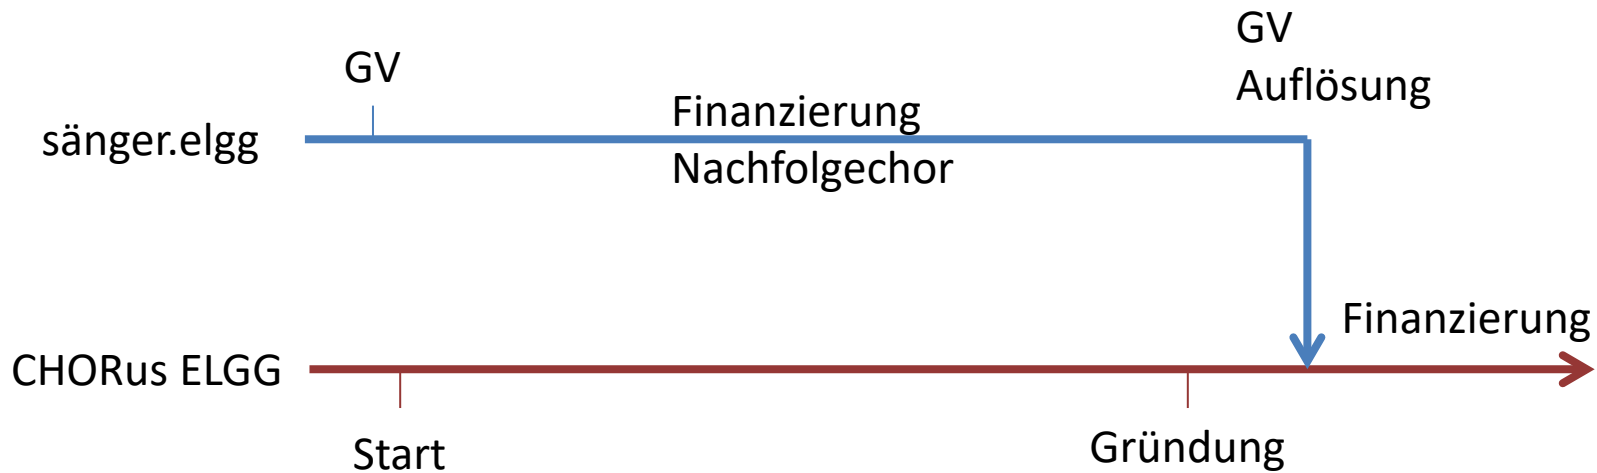 GV
GV
Auflösung
sänger.elgg
Finanzierung
Nachfolgechor
Finanzierung
CHORus ELGG
Start
Gründung